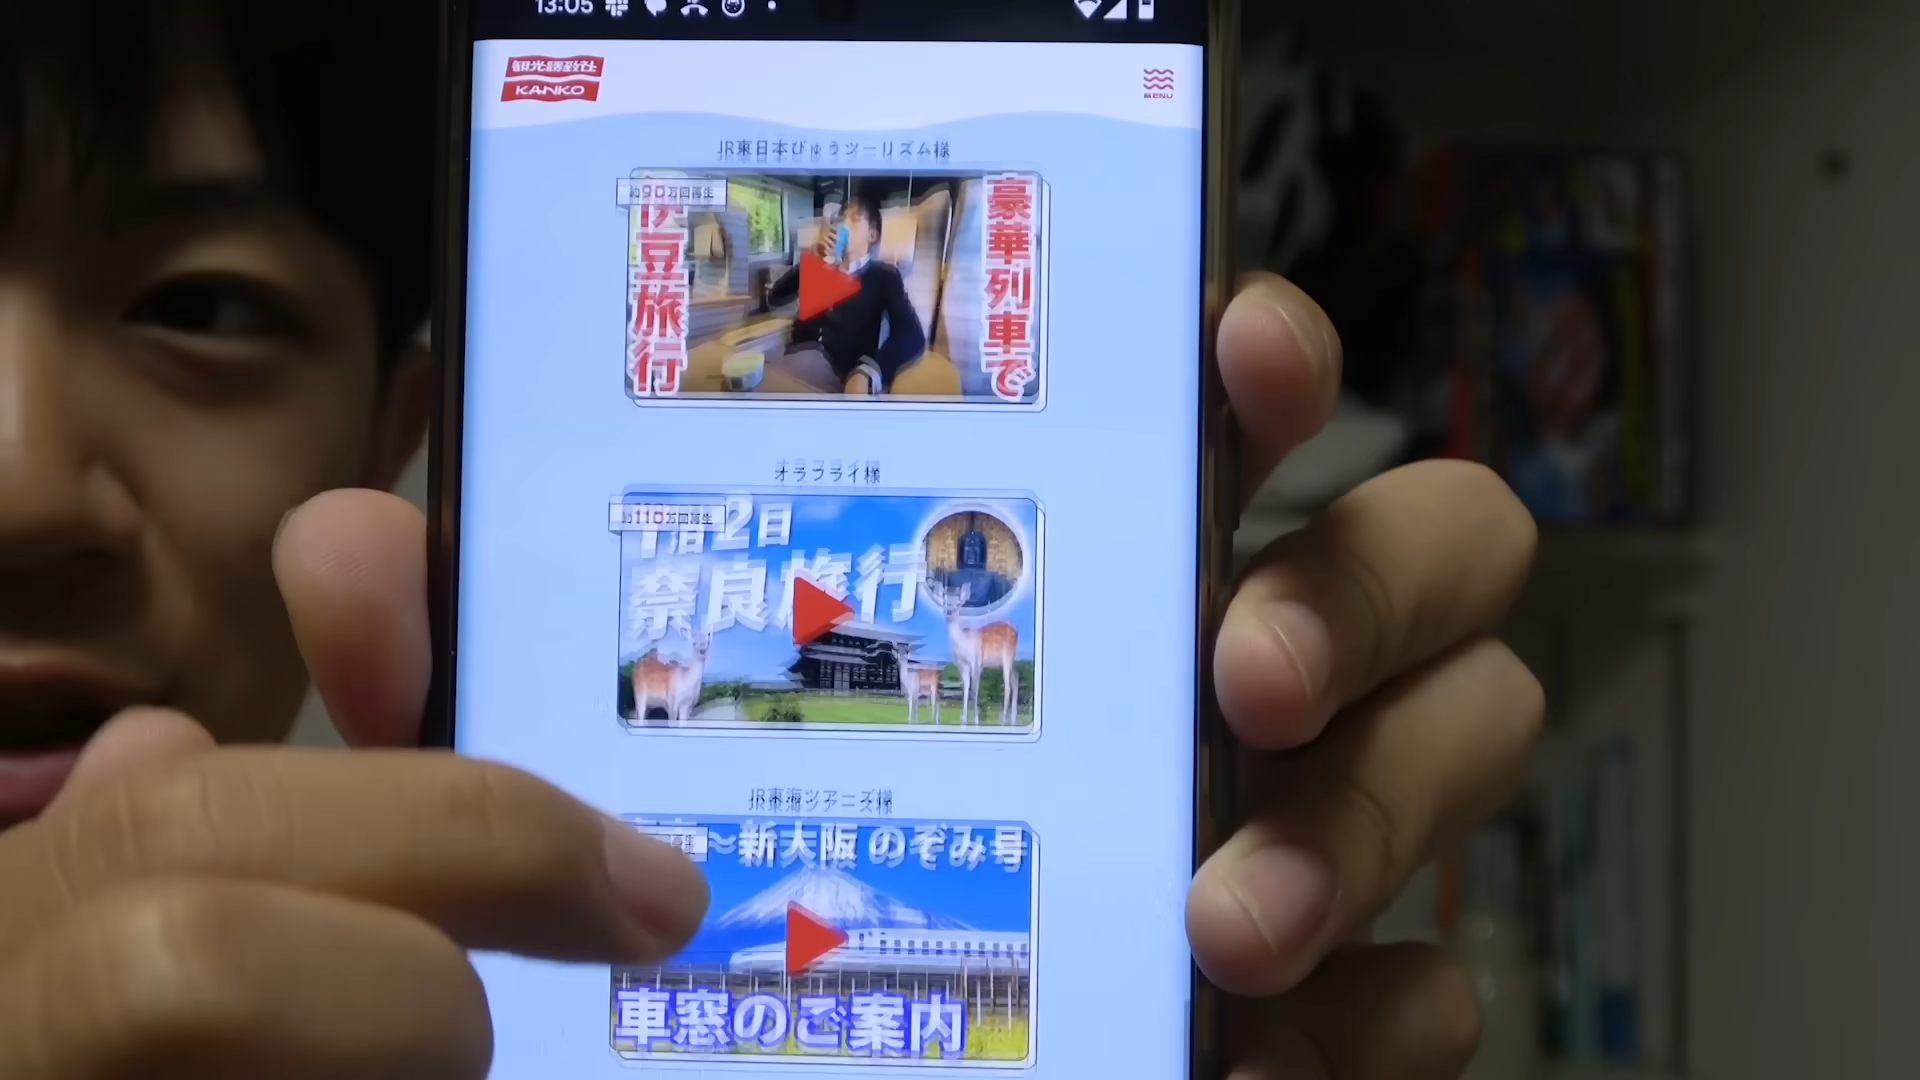 13:05
観光誘致社
KANKO
MENU
JR東日本びゅうツーリズム様
約90万回再生
豪華列車で
伊豆旅行
オラフライ様
約110万回再生
1泊2日
奈良旅行
JR東海ツアーズ様
～新大阪 のぞみ号
車窓のご案内